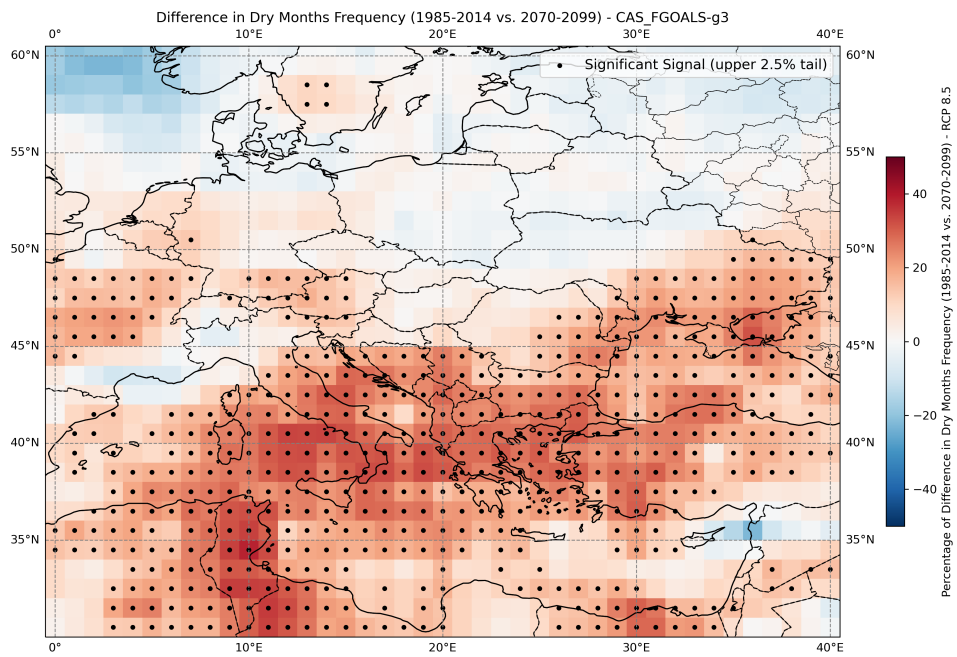 Difference in Dry Months Frequency (1985-2014 vs. 2070-2099) - CAS_FGOALS-g3
0° 10°E 20°E 30°E 40°E
60°N 60°N
Significant Signal (upper 2.5% tail)
55°N 55°N
50°N 50°N
45°N 45°N
40°N 40°N
35°N 35°N
0° 10°E 20°E 30°E 40°E
40
20
0
−20
−40
Percentage of Difference in Dry Months Frequency (1985-2014 vs. 2070-2099) - RCP 8.5